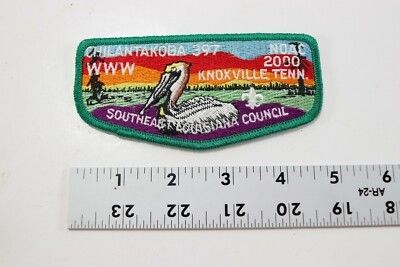 CHILANTAKOBA 397 NOAC
WWW 2000
KNOXVILLE, TENN.
SOUTHEAST LOUISIANA COUNCIL
1 2 3 4 5 6
AR-24
23 22 21 20 19 18